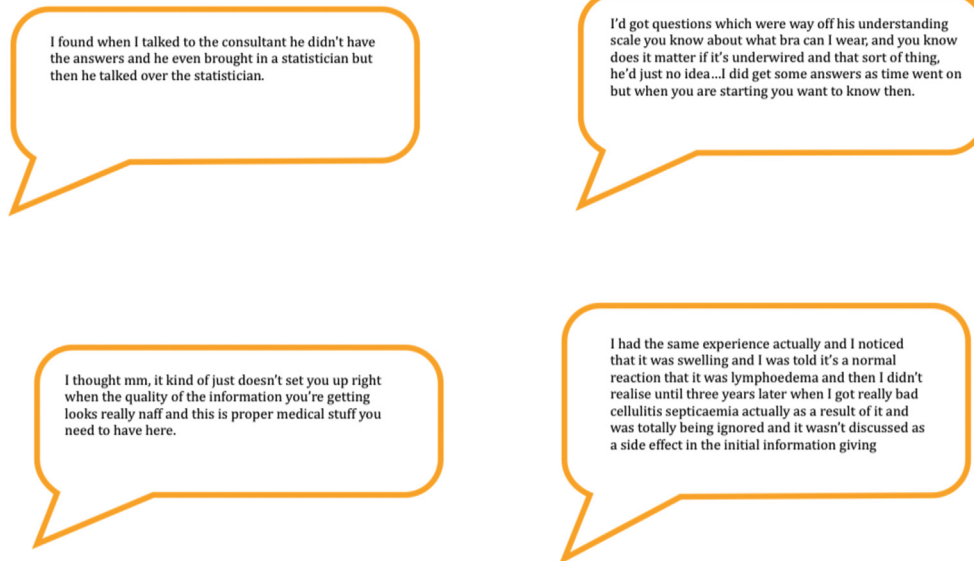 I found when I talked to the consultant he didn't have
the answers and he even brought in a statistician but
then he talked over the statistician.
I'd got questions which were way off his understanding
scale you know about what bra can I wear, and you know
does it matter if it's underwired and that sort of thing,
he'd just no idea...I did get some answers as time went on
but when you are starting you want to know then.
I thought mm, it kind of just doesn't set you up right
when the quality of the information you're getting
looks really naff and this is proper medical stuff you
need to have here.
I had the same experience actually and I noticed
that it was swelling and I was told it's a normal
reaction that it was lymphoedema and then I didn't
realise until three years later when I got really bad
cellulitis septicaemia actually as a result of it and
was totally being ignored and it wasn't discussed as
a side effect in the initial information giving